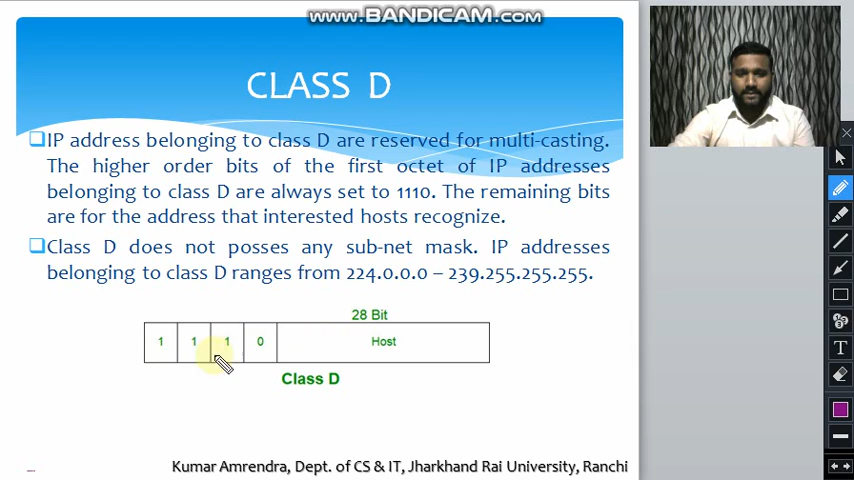 www.BANDICAM.com
CLASS D
IP address belonging to class D are reserved for multi-casting.
The higher order bits of the first octet of IP addresses
belonging to class D are always set to 1110. The remaining bits
are for the address that interested hosts recognize.
Class D does not posses any sub-net mask. IP addresses
belonging to class D ranges from 224.0.0.0 – 239.255.255.255.
28 Bit
1 1 1 0 Host
Class D
Kumar Amrendra, Dept. of CS & IT, Jharkhand Rai University, Ranchi
T